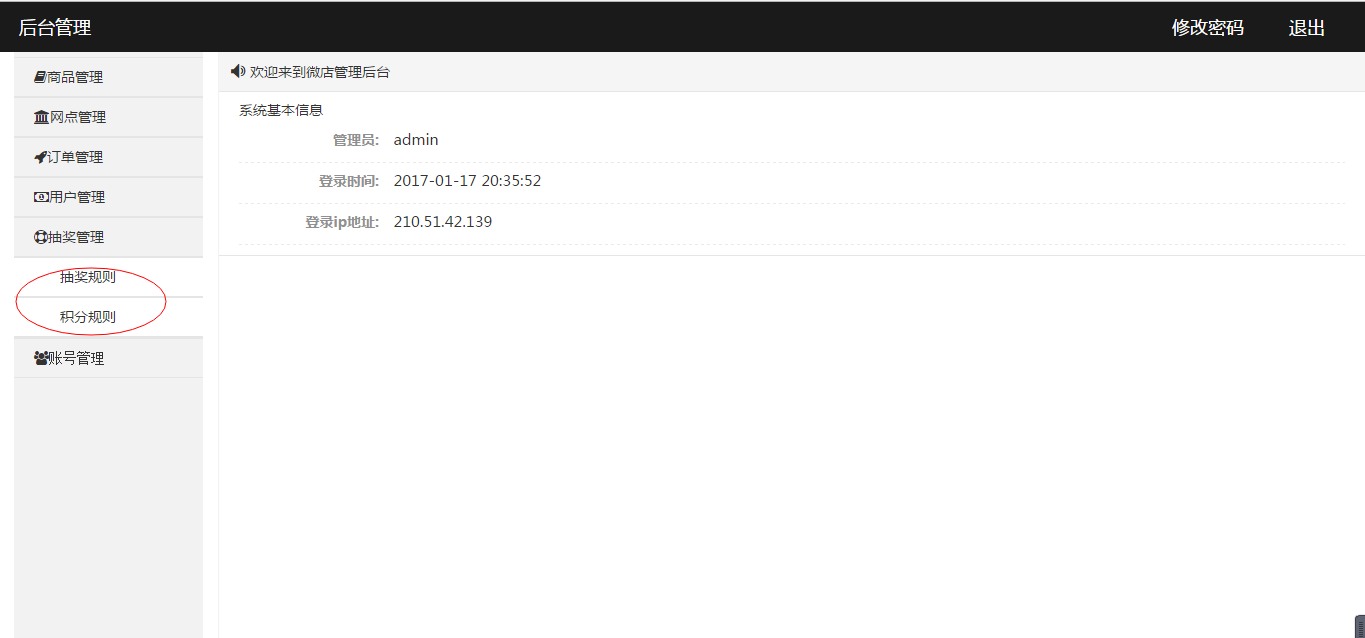 后台管理
修改密码
退出
商品管理
网点管理
订单管理
用户管理
抽奖管理
抽奖规则
积分规则
账号管理
欢迎来到微店管理后台
系统基本信息
管理员: admin
登录时间: 2017-01-17 20:35:52
登录ip地址: 210.51.42.139